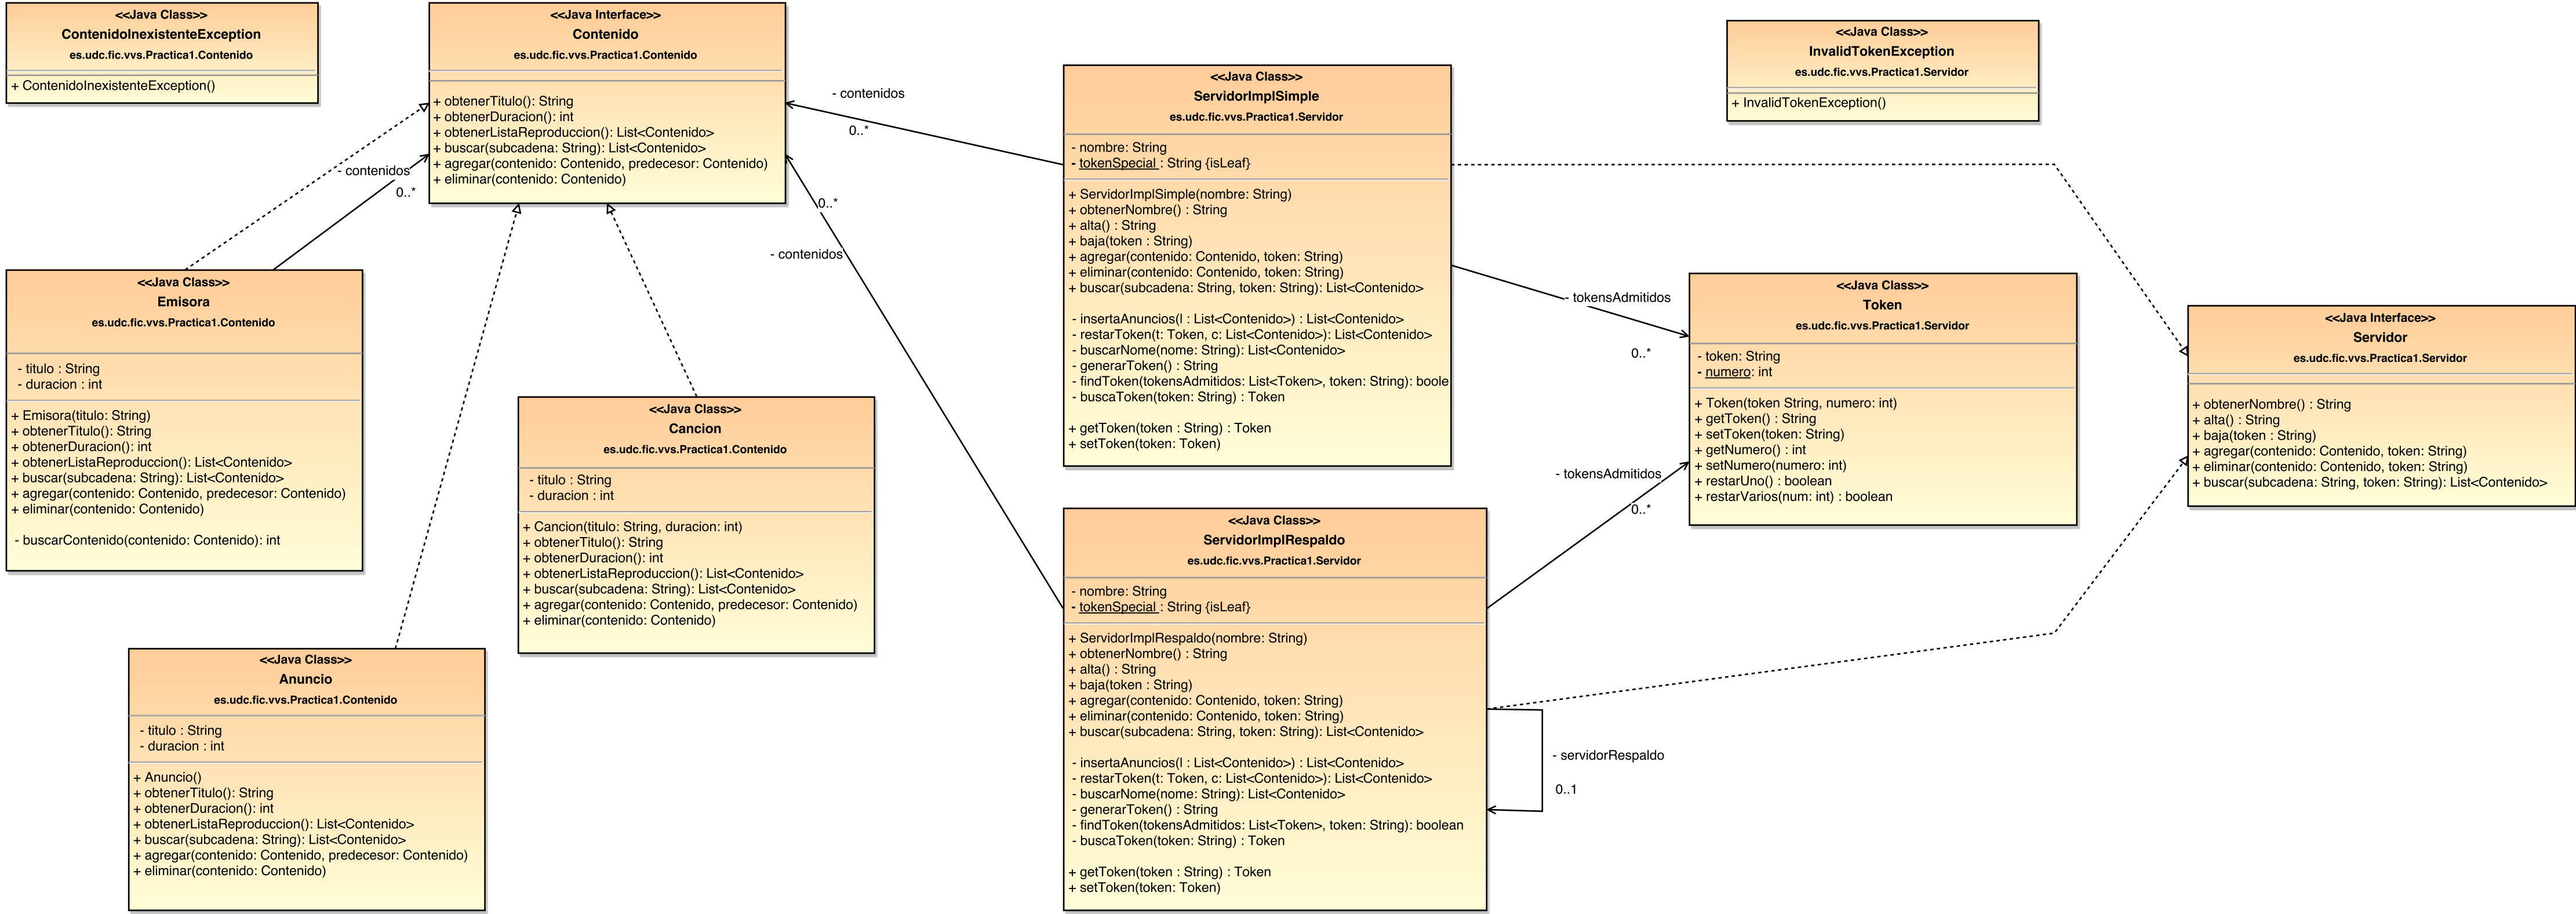 <<Java Class>>
ContenidoInexistenteException
es.udc.fic.vvs.Practica1.Contenido
+ ContenidoInexistenteException()
<<Java Interface>>
Contenido
es.udc.fic.vvs.Practica1.Contenido
+ obtenerTitulo(): String
+ obtenerDuracion(): int
+ obtenerListaReproduccion(): List<Contenido>
+ buscar(subcadena: String): List<Contenido>
+ agregar(contenido: Contenido, predecesor: Contenido)
+ eliminar(contenido: Contenido)
- contenidos
0..*
- contenidos
0..*
0..*
- contenidos
<<Java Class>>
ServidorImplSimple
es.udc.fic.vvs.Practica1.Servidor
- nombre: String
- tokenSpecial : String {isLeaf}
+ ServidorImplSimple(nombre: String)
+ obtenerNombre() : String
+ alta() : String
+ baja(token : String)
+ agregar(contenido: Contenido, token: String)
+ eliminar(contenido: Contenido, token: String)
+ buscar(subcadena: String, token: String): List<Contenido>
- insertaAnuncios(l : List<Contenido>) : List<Contenido>
- restarToken(t: Token, c: List<Contenido>): List<Contenido>
- buscarNome(nome: String): List<Contenido>
- generarToken() : String
- findToken(tokensAdmitidos: List<Token>, token: String): boole
- buscaToken(token: String) : Token
+ getToken(token : String) : Token
+ setToken(token: Token)
<<Java Class>>
InvalidTokenException
es.udc.fic.vvs.Practica1.Servidor
+ InvalidTokenException()
<<Java Class>>
Emisora
es.udc.fic.vvs.Practica1.Contenido
- titulo : String
- duracion : int
+ Emisora(titulo: String)
+ obtenerTitulo(): String
+ obtenerDuracion(): int
+ obtenerListaReproduccion(): List<Contenido>
+ buscar(subcadena: String): List<Contenido>
+ agregar(contenido: Contenido, predecesor: Contenido)
+ eliminar(contenido: Contenido)
- buscarContenido(contenido: Contenido): int
<<Java Class>>
Cancion
es.udc.fic.vvs.Practica1.Contenido
- titulo : String
- duracion : int
+ Cancion(titulo: String, duracion: int)
+ obtenerTitulo(): String
+ obtenerDuracion(): int
+ obtenerListaReproduccion(): List<Contenido>
+ buscar(subcadena: String): List<Contenido>
+ agregar(contenido: Contenido, predecesor: Contenido)
+ eliminar(contenido: Contenido)
- tokensAdmitidos
0..*
<<Java Class>>
Token
es.udc.fic.vvs.Practica1.Servidor
- token: String
- numero: int
+ Token(token String, numero: int)
+ getToken() : String
+ setToken(token: String)
+ getNumero() : int
+ setNumero(numero: int)
+ restarUno() : boolean
+ restarVarios(num: int) : boolean
<<Java Interface>>
Servidor
es.udc.fic.vvs.Practica1.Servidor
+ obtenerNombre() : String
+ alta() : String
+ baja(token : String)
+ agregar(contenido: Contenido, token: String)
+ eliminar(contenido: Contenido, token: String)
+ buscar(subcadena: String, token: String): List<Contenido>
- tokensAdmitidos
0..*
<<Java Class>>
Anuncio
es.udc.fic.vvs.Practica1.Contenido
- titulo : String
- duracion : int
+ Anuncio()
+ obtenerTitulo(): String
+ obtenerDuracion(): int
+ obtenerListaReproduccion(): List<Contenido>
+ buscar(subcadena: String): List<Contenido>
+ agregar(contenido: Contenido, predecesor: Contenido)
+ eliminar(contenido: Contenido)
<<Java Class>>
ServidorImplRespaldo
es.udc.fic.vvs.Practica1.Servidor
- nombre: String
- tokenSpecial : String {isLeaf}
+ ServidorImplRespaldo(nombre: String)
+ obtenerNombre() : String
+ alta() : String
+ baja(token : String)
+ agregar(contenido: Contenido, token: String)
+ eliminar(contenido: Contenido, token: String)
+ buscar(subcadena: String, token: String): List<Contenido>
- insertaAnuncios(l : List<Contenido>) : List<Contenido>
- restarToken(t: Token, c: List<Contenido>): List<Contenido>
- buscarNome(nome: String): List<Contenido>
- generarToken() : String
- findToken(tokensAdmitidos: List<Token>, token: String): boolean
- buscaToken(token: String) : Token
+ getToken(token : String) : Token
+ setToken(token: Token)
- servidorRespaldo
0..1